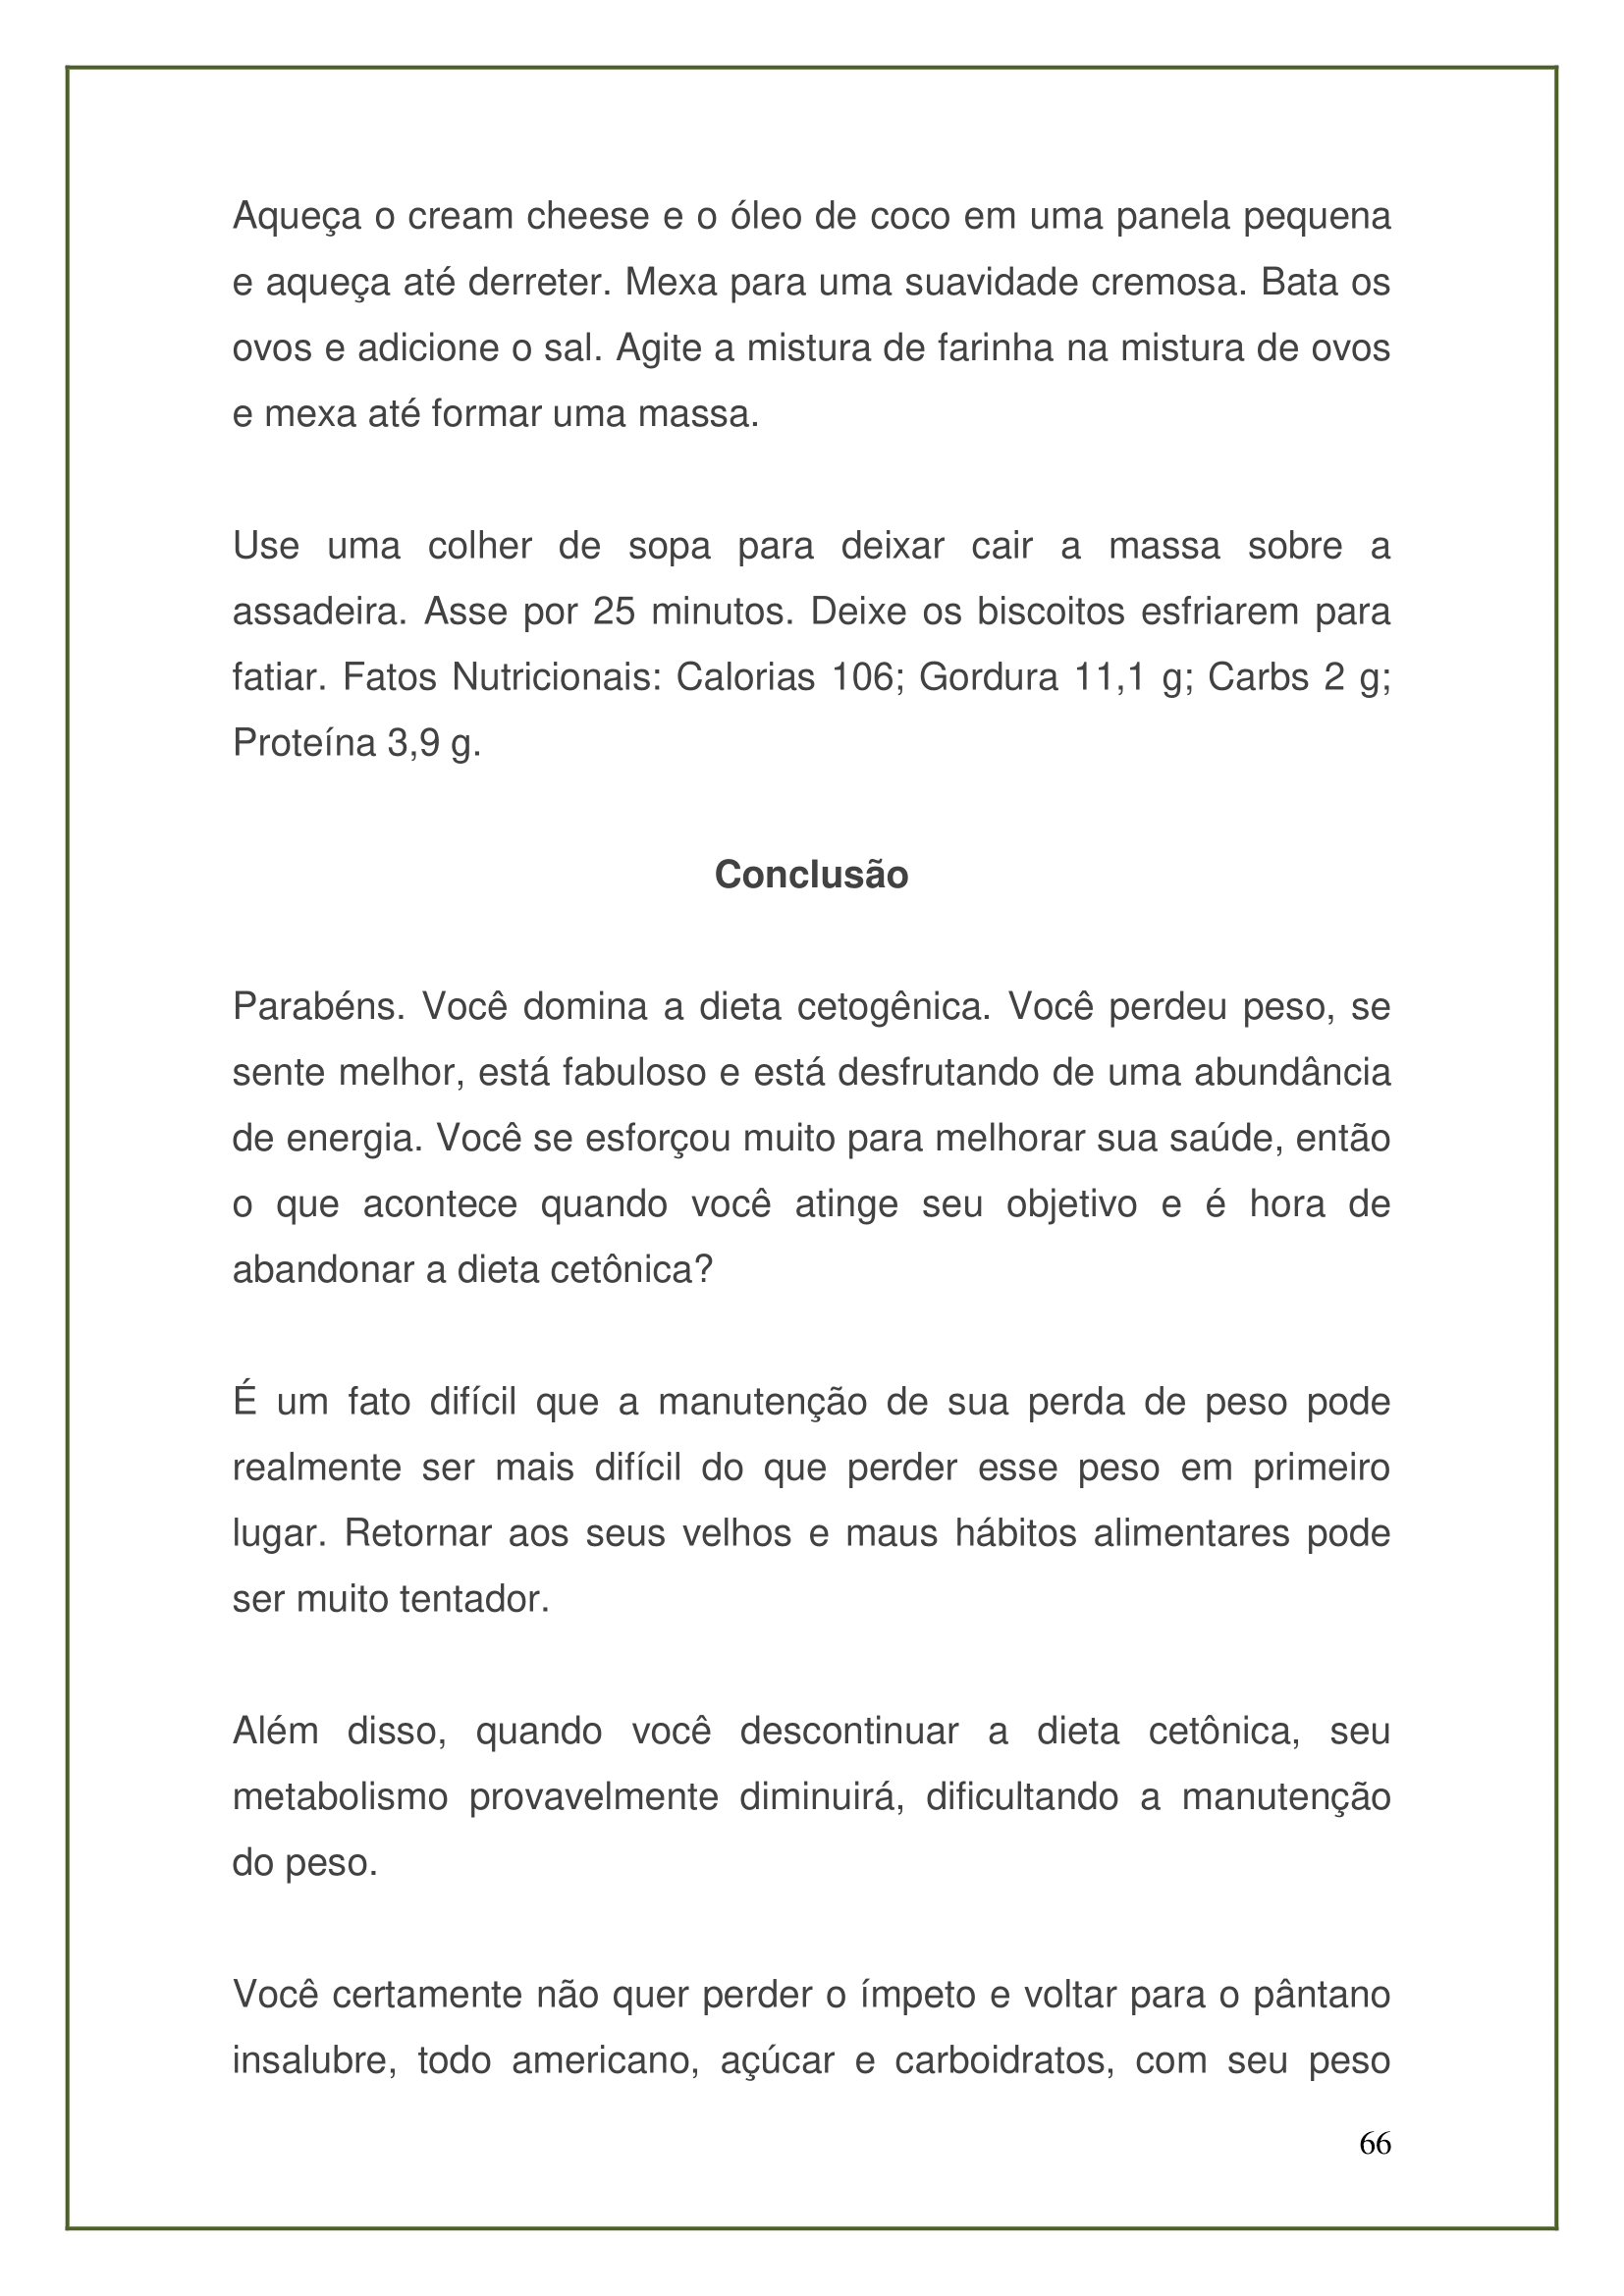 Aqueça o cream cheese e o óleo de coco em uma panela pequena
e aqueça até derreter. Mexa para uma suavidade cremosa. Bata os
ovos e adicione o sal. Agite a mistura de farinha na mistura de ovos
e mexa até formar uma massa.
Use uma colher de sopa para deixar cair a massa sobre a
assadeira. Asse por 25 minutos. Deixe os biscoitos esfriarem para
fatiar. Fatos Nutricionais: Calorias 106; Gordura 11,1 g; Carbs 2 g;
Proteína 3,9 g.
Conclusão
Parabéns. Você domina a dieta cetogênica. Você perdeu peso, se
sente melhor, está fabuloso e está desfrutando de uma abundância
de energia. Você se esforçou muito para melhorar sua saúde, então
o que acontece quando você atinge seu objetivo e é hora de
abandonar a dieta cetônica?
É um fato difícil que a manutenção de sua perda de peso pode
realmente ser mais difícil do que perder esse peso em primeiro
lugar. Retornar aos seus velhos e maus hábitos alimentares pode
ser muito tentador.
Além disso, quando você descontinuar a dieta cetônica, seu
metabolismo provavelmente diminuirá, dificultando a manutenção
do peso.
Você certamente não quer perder o ímpeto e voltar para o pântano
insalubre, todo americano, açúcar e carboidratos, com seu peso
66